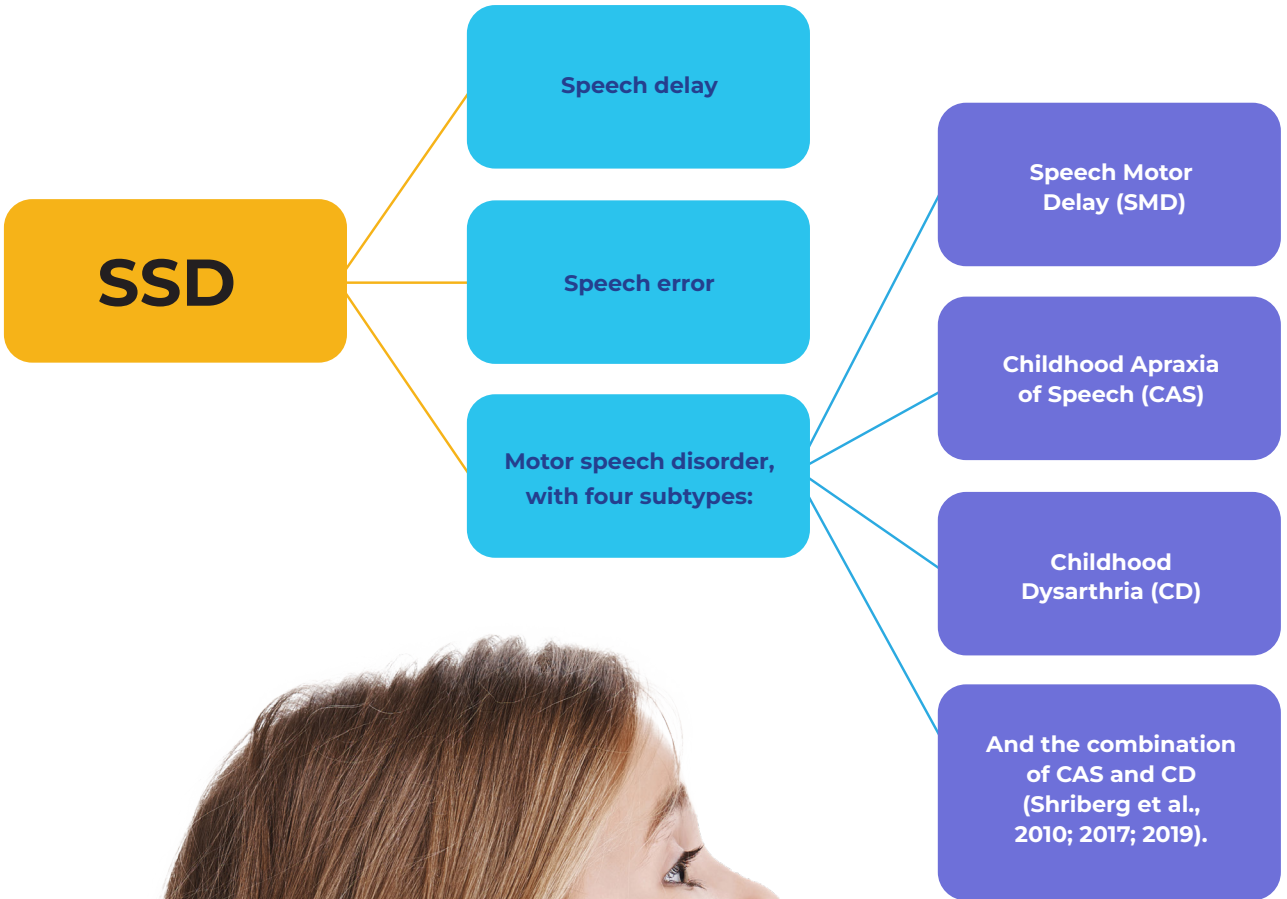 SSD
Speech delay
Speech error
Motor speech disorder,
with four subtypes:
Speech Motor
Delay (SMD)
Childhood Apraxia
of Speech (CAS)
Childhood
Dysarthria (CD)
And the combination
of CAS and CD
(Shriberg et al.,
2010; 2017; 2019).